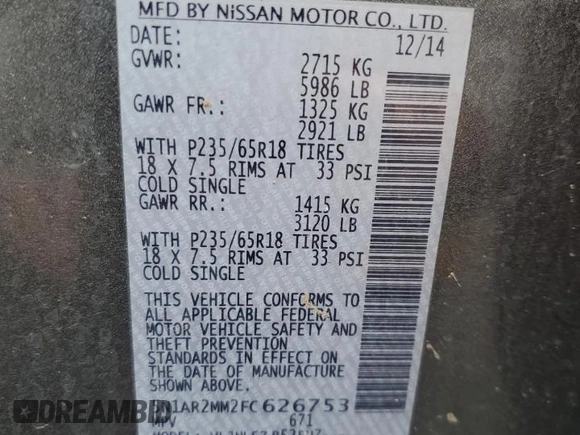 MFD BY NiSSAN MOTOR CO., LTD.
DATE: 12/14
GVWR: 2715 KG
5986 LB
GAWR FR.: 1325 KG
2921 LB
WITH P235/65R18 TIRES
18 X 7.5 RIMS AT 33 PSI
COLD SINGLE
GAWR RR.: 1415 KG
3120 LB
WITH P235/65R18 TIRES
18 X 7.5 RIMS AT 33 PSI
COLD SINGLE
THIS VEHICLE CONFORMS TO
ALL APPLICABLE FEDERAL
MOTOR VEHICLE SAFETY AND
THEFT PREVENTION
STANDARDS IN EFFECT ON
THE DATE OF MANUFACTURE
1AR2MM2FC626753
MPV 671
DREAMBID.com